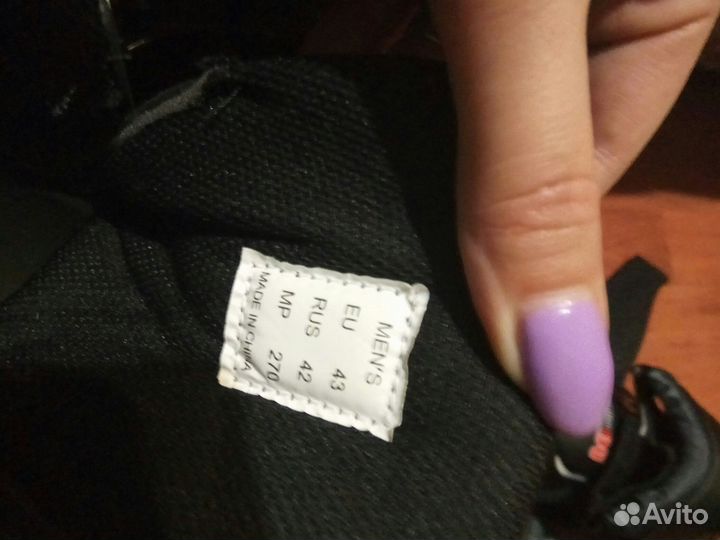 MEN'S
EU 43
RUS 42
MP 270
MADE IN CHINA
Avito